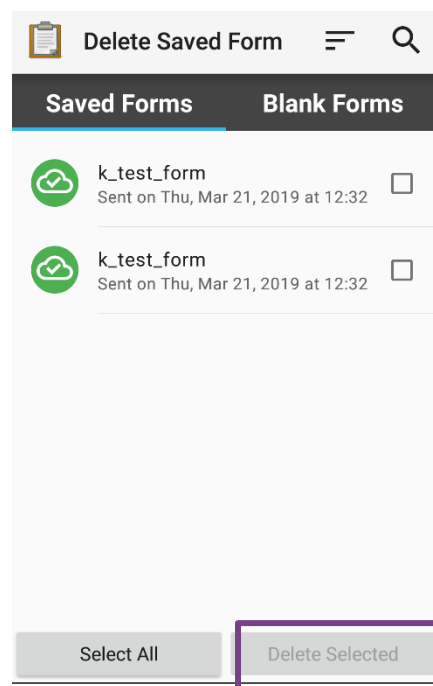 Delete Saved Form
Saved Forms Blank Forms
k_test_form
Sent on Thu, Mar 21, 2019 at 12:32
k_test_form
Sent on Thu, Mar 21, 2019 at 12:32
Select All Delete Selected